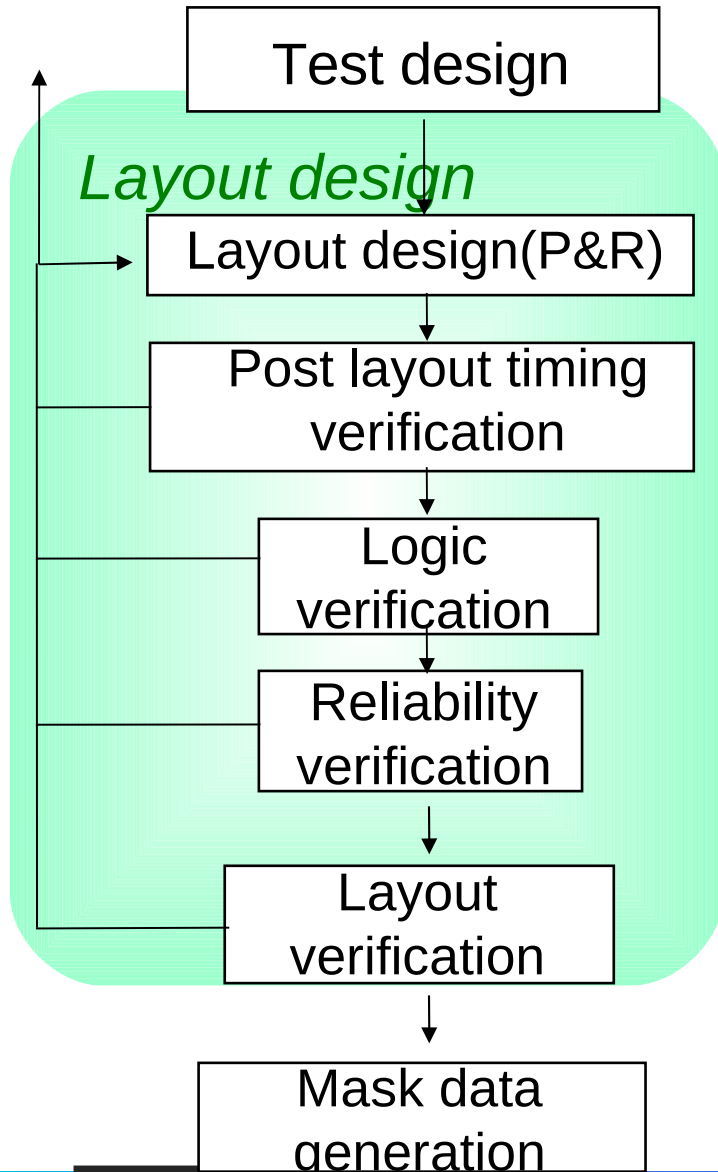 Test design
Layout design
Layout design(P&R)
Post layout timing
verification
Logic
verification
Reliability
verification
Layout
verification
Mask data
generation